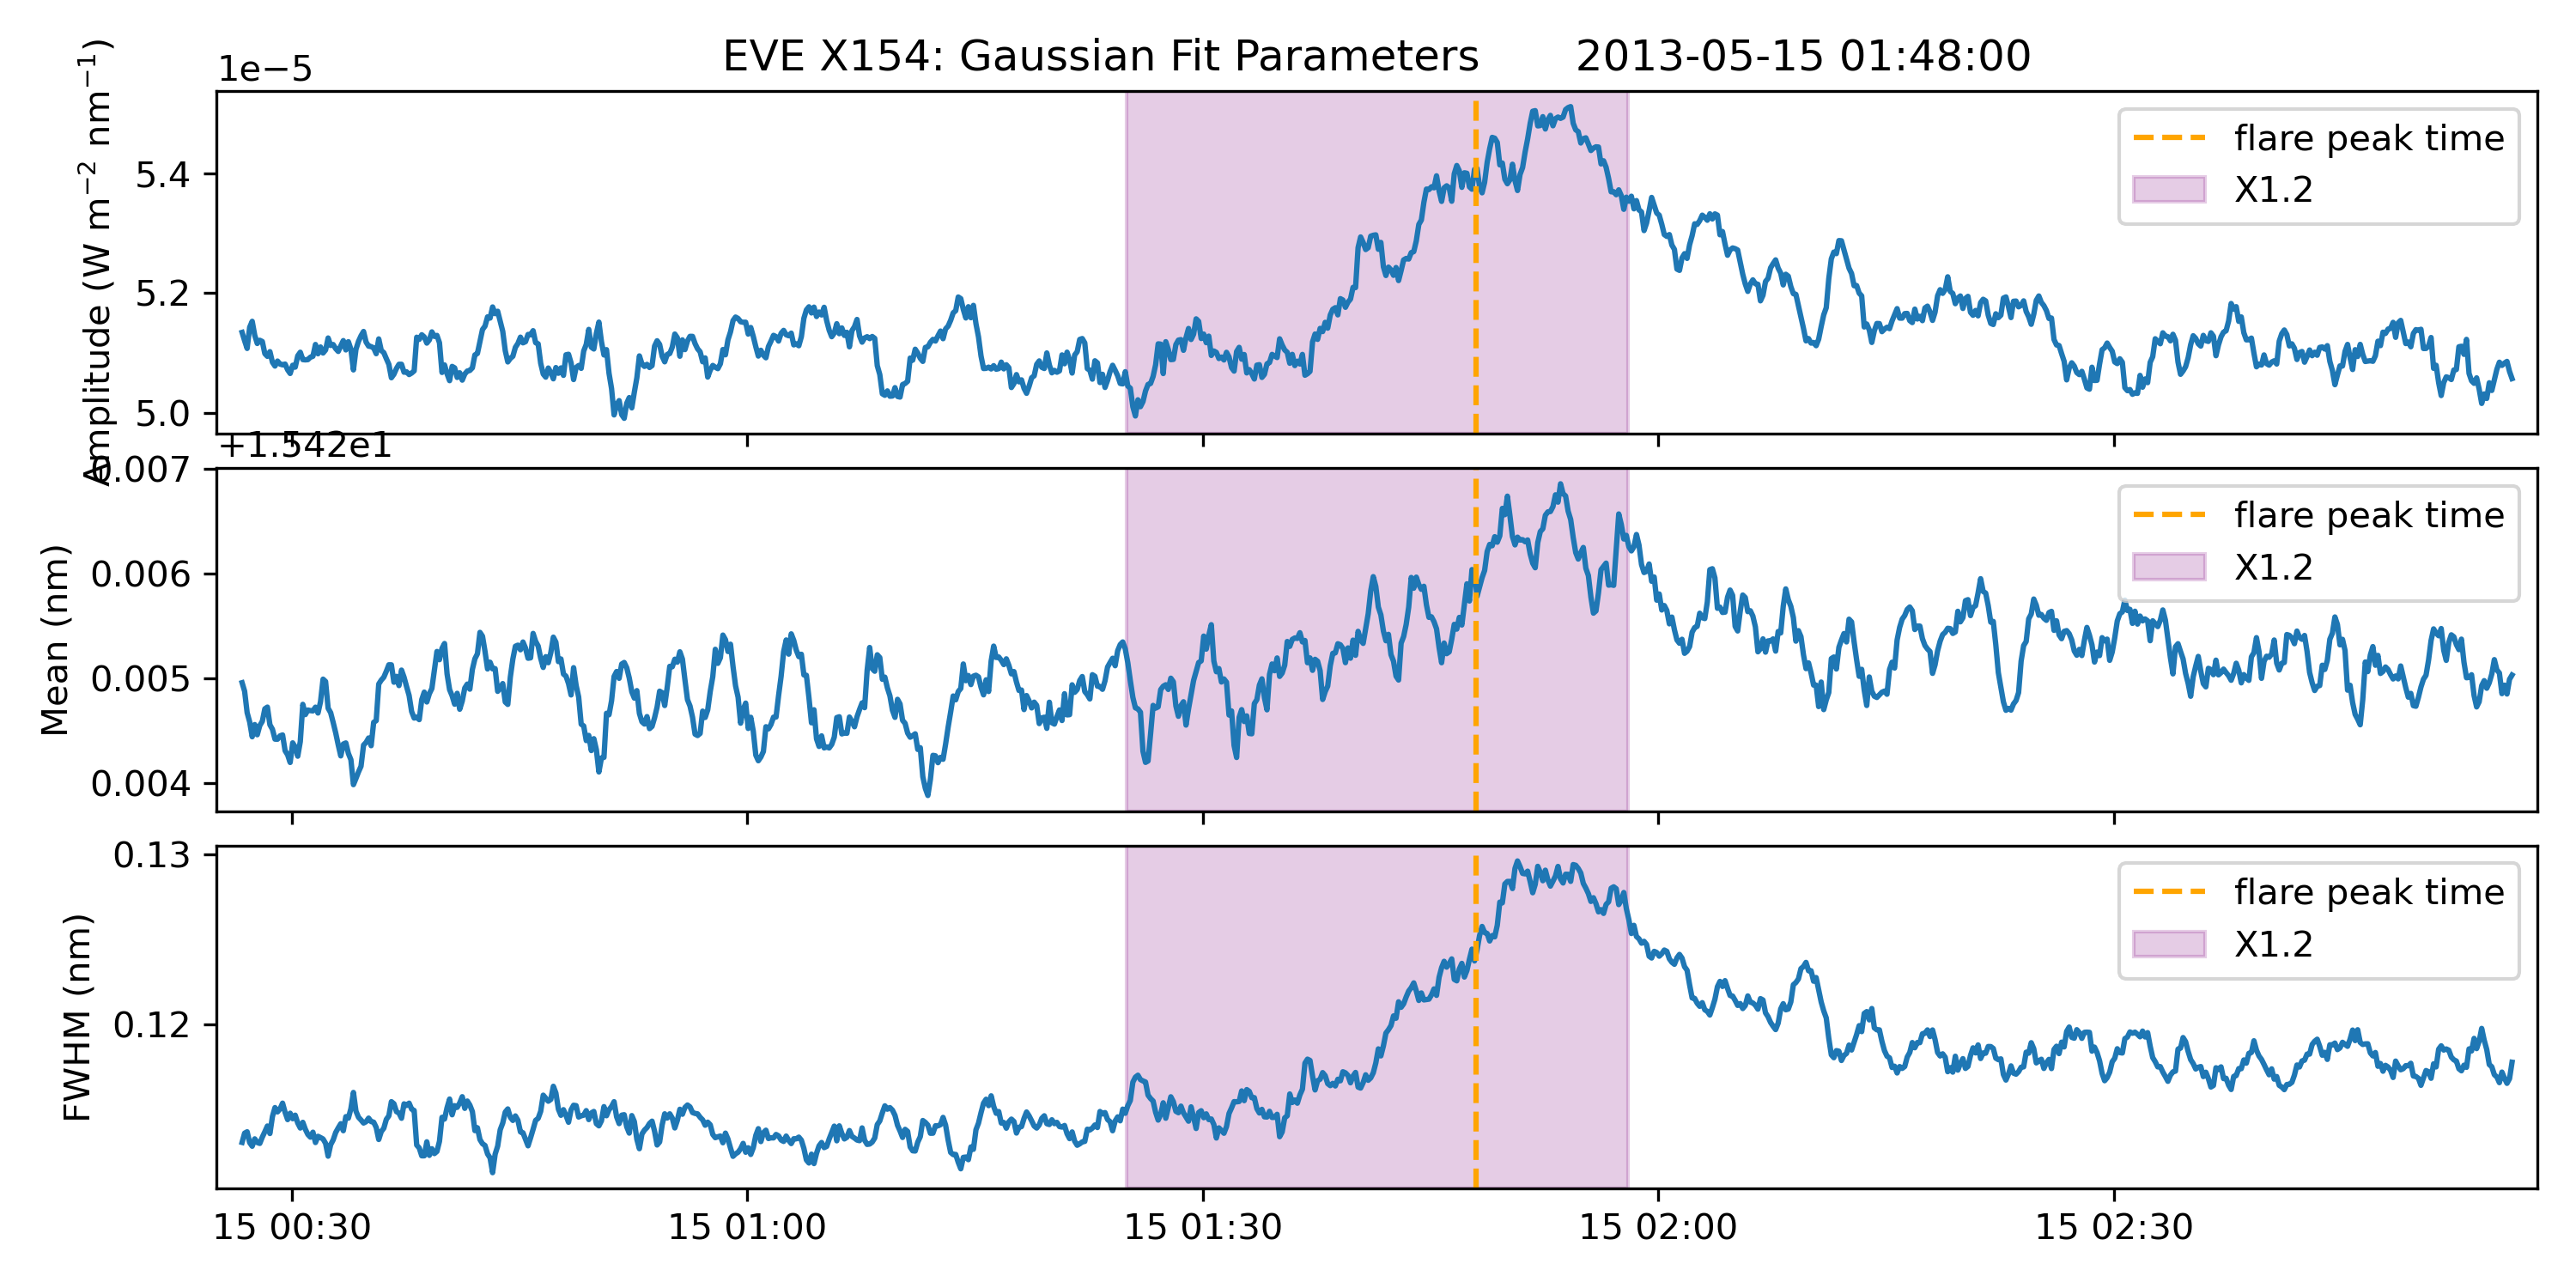 EVE X154: Gaussian Fit Parameters 2013-05-15 01:48:00
1e−5
Amplitude (W m⁻² nm⁻¹)
5.4
5.2
5.0
flare peak time
X1.2
+1.542e1
Mean (nm)
0.007
0.006
0.005
0.004
flare peak time
X1.2
FWHM (nm)
0.13
0.12
flare peak time
X1.2
15 00:30 15 01:00 15 01:30 15 02:00 15 02:30